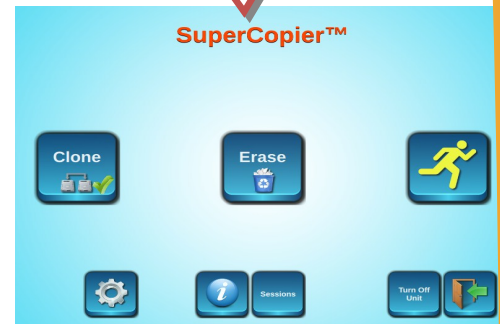 SuperCopier™
Clone
Erase
Sessions
Turn Off
Unit